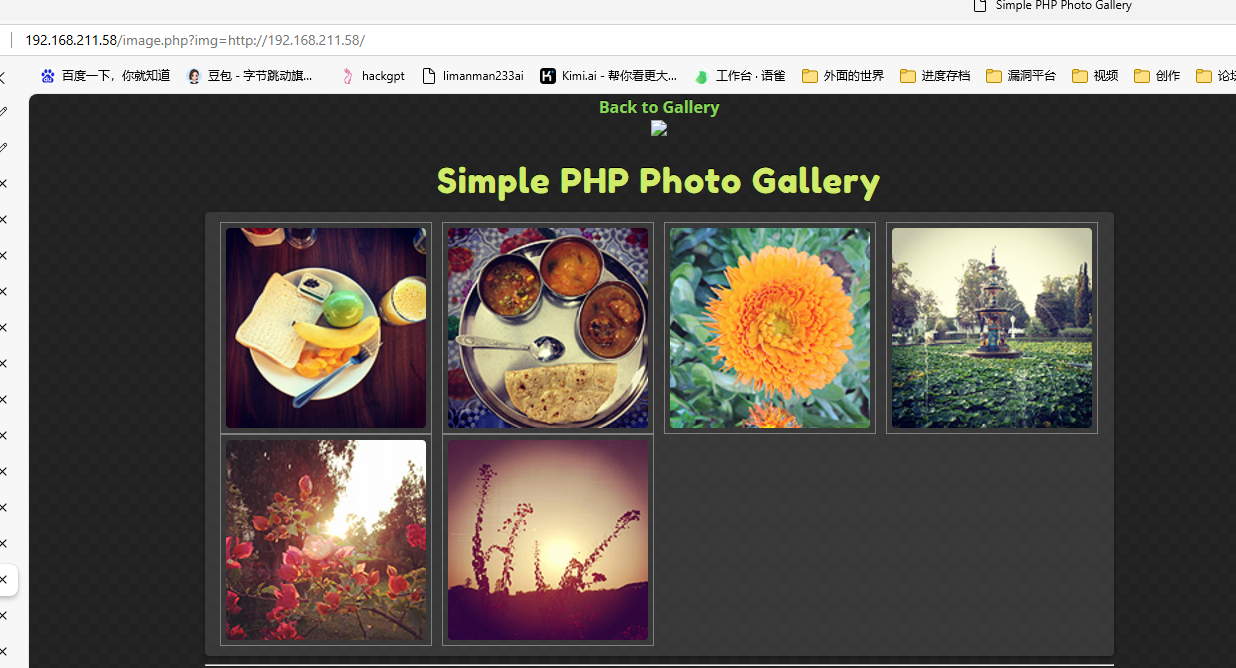 Simple PHP Photo Gallery
192.168.211.58/image.php?img=http://192.168.211.58/
百度一下，你就知道 豆包 - 字节跳动旗... hackgpt limanman233ai Kimi.ai - 帮你看更大... 工作台 · 语雀 外面的世界 进度存档 漏洞平台 视频 创作
Back to Gallery
Simple PHP Photo Gallery